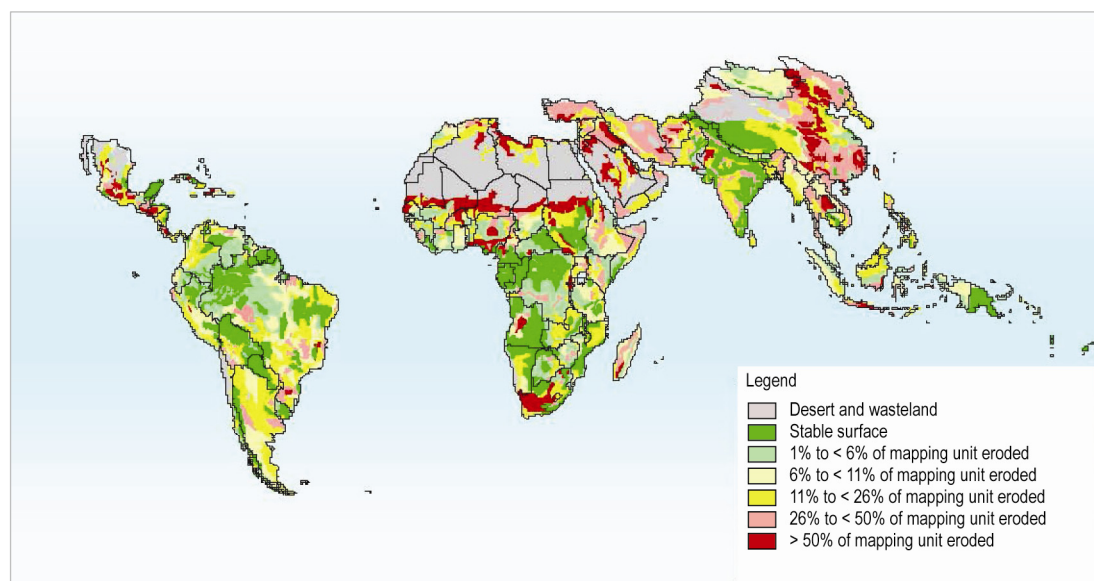 Legend
Desert and wasteland
Stable surface
1% to < 6% of mapping unit eroded
6% to < 11% of mapping unit eroded
11% to < 26% of mapping unit eroded
26% to < 50% of mapping unit eroded
> 50% of mapping unit eroded